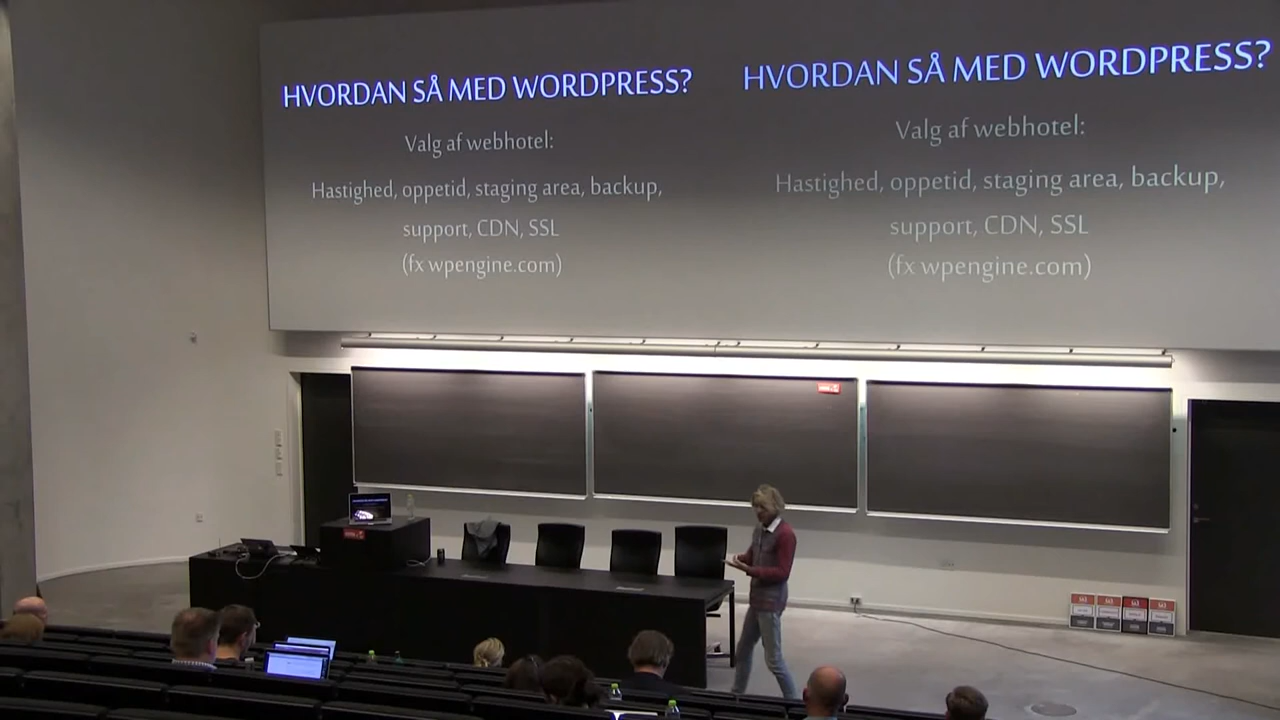 HVORDAN SÅ MED WORDPRESS?
Valg af webhotel:
Hastighed, oppetid, staging area, backup,
support, CDN, SSL
(fx wpengine.com)
HVORDAN SÅ MED WORDPRESS?
Valg af webhotel:
Hastighed, oppetid, staging area, backup,
support, CDN, SSL
(fx wpengine.com)